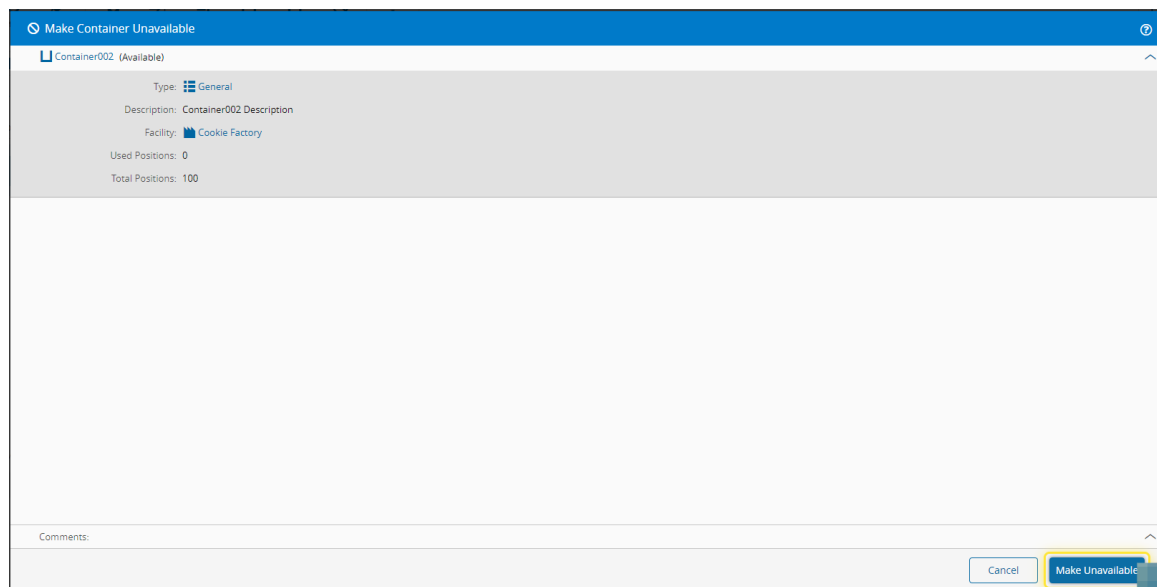 Make Container Unavailable
Container002 (Available)
Type: General
Description: Container002 Description
Facility: Cookie Factory
Used Positions: 0
Total Positions: 100
Comments:
Cancel Make Unavailable